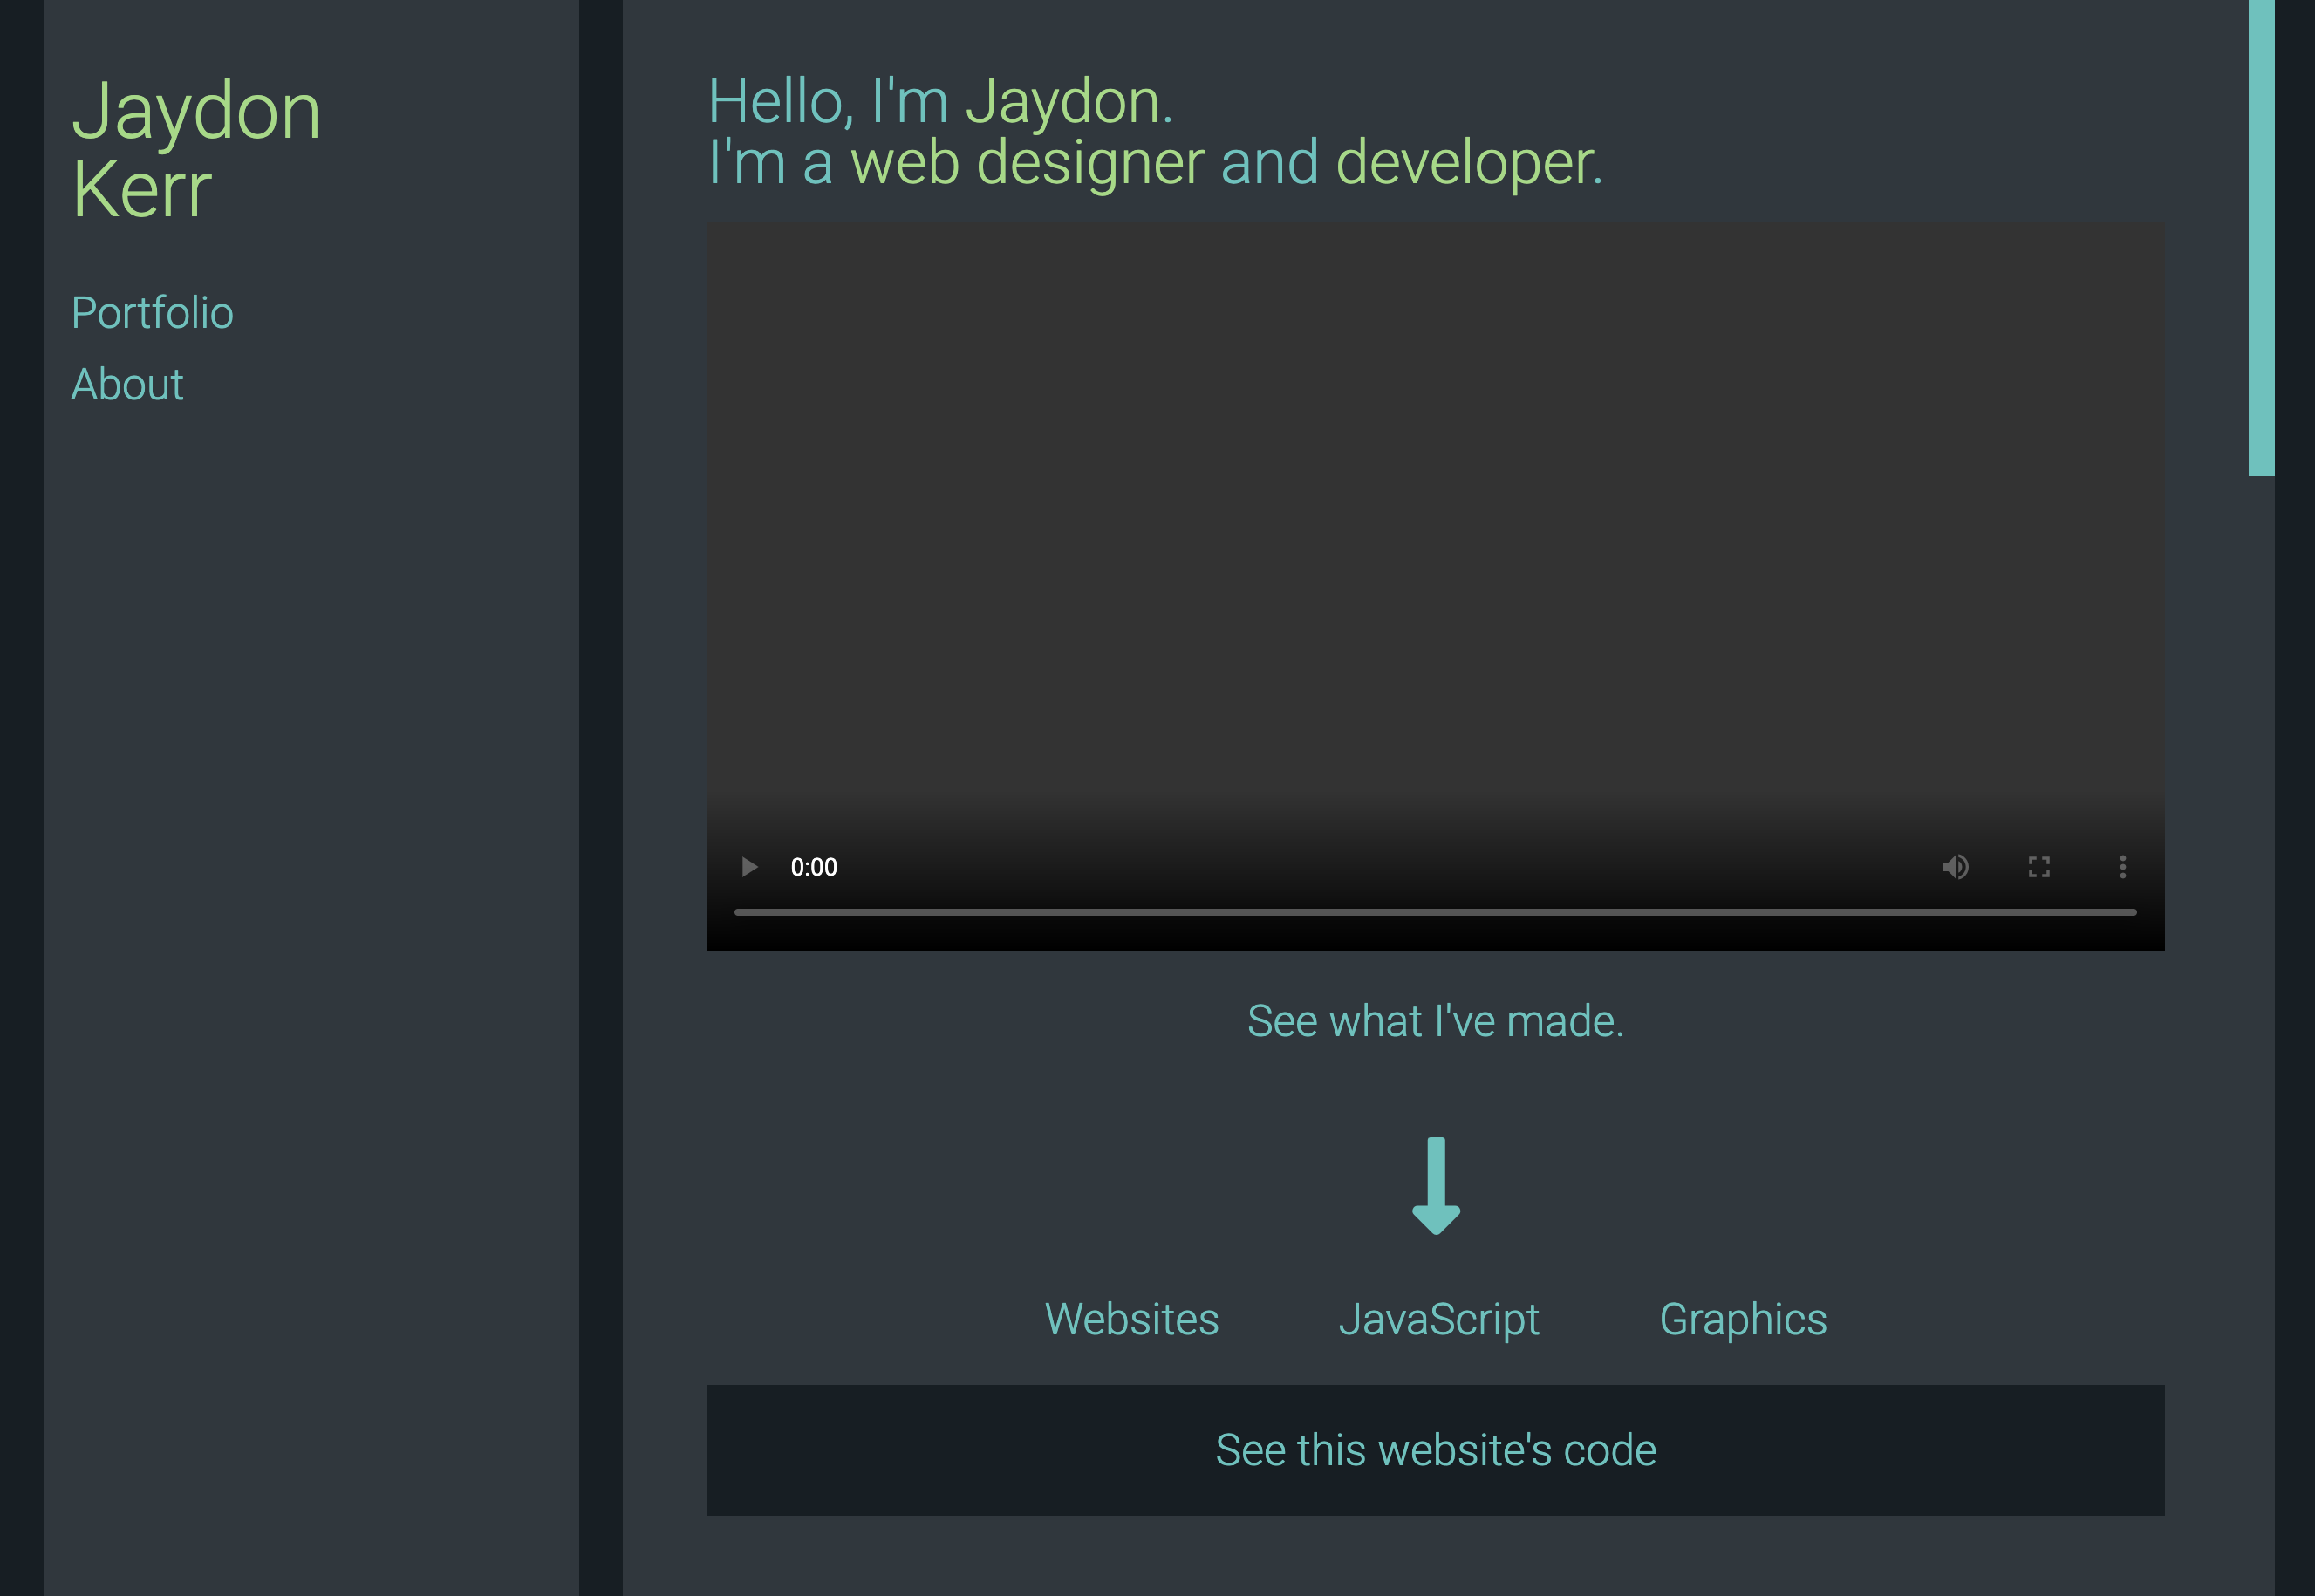 Jaydon
Kerr
Portfolio
About
Hello, I'm Jaydon.
I'm a web designer and developer.
0:00
See what I've made.
Websites JavaScript Graphics
See this website's code